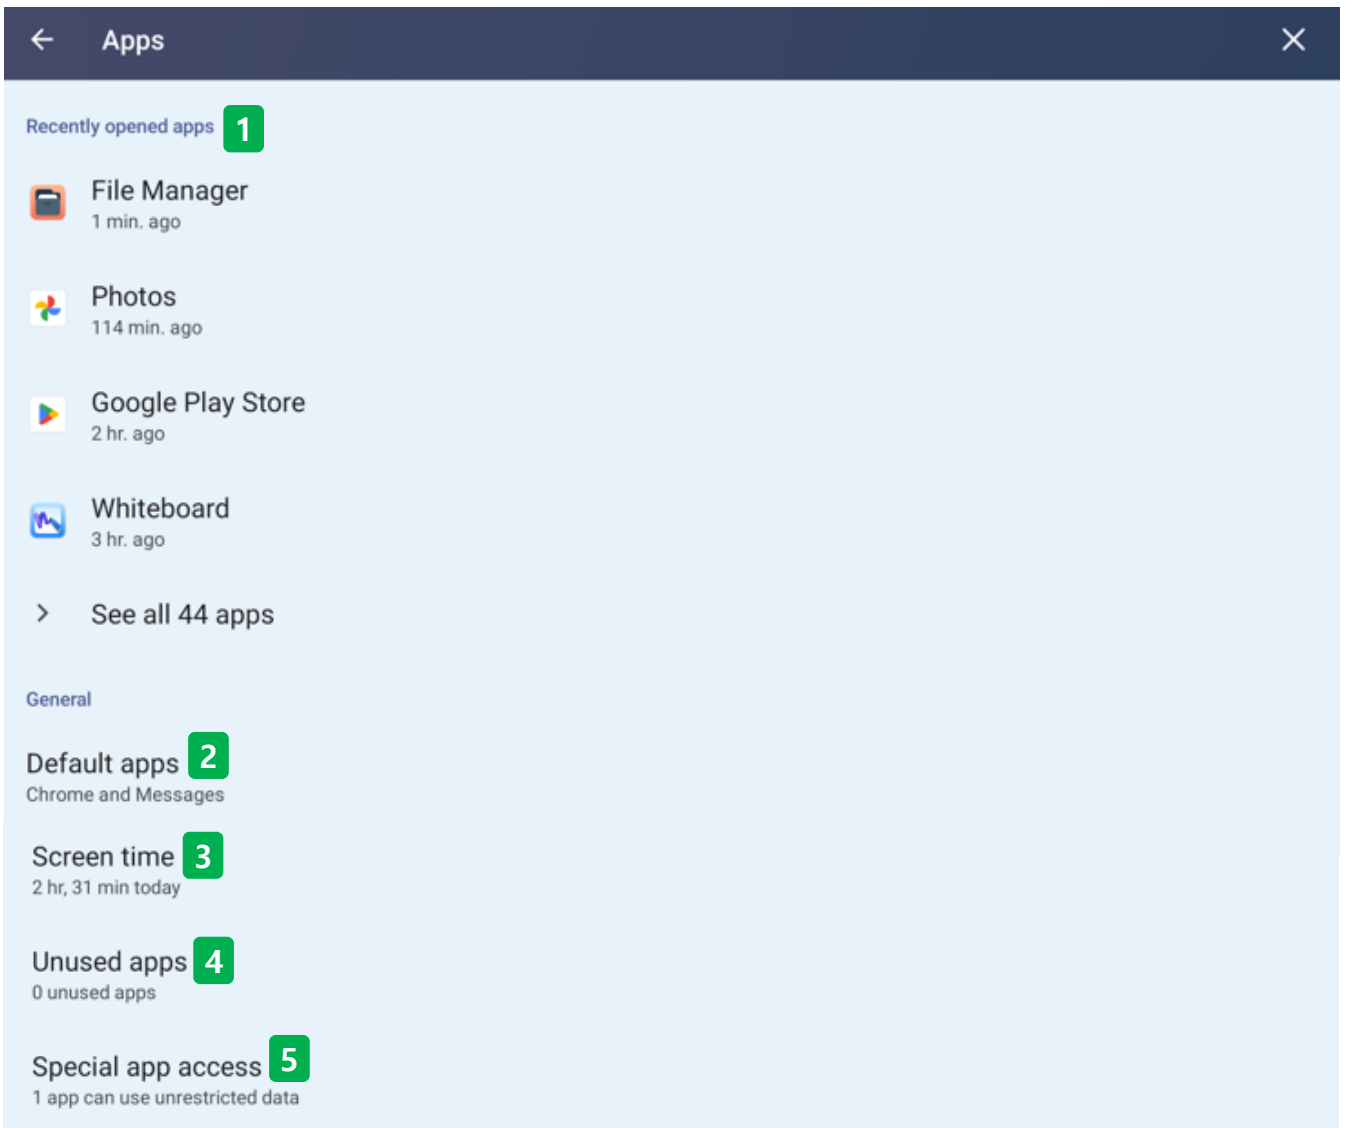 Apps
Recently opened apps 1
File Manager
1 min. ago
Photos
114 min. ago
Google Play Store
2 hr. ago
Whiteboard
3 hr. ago
See all 44 apps
General
Default apps 2
Chrome and Messages
Screen time 3
2 hr, 31 min today
Unused apps 4
0 unused apps
Special app access 5
1 app can use unrestricted data